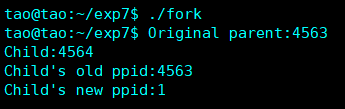 tao@tao:~/exp7$ ./fork
tao@tao:~/exp7$ Original parent:4563
Child:4564
Child's old ppid:4563
Child's new ppid:1